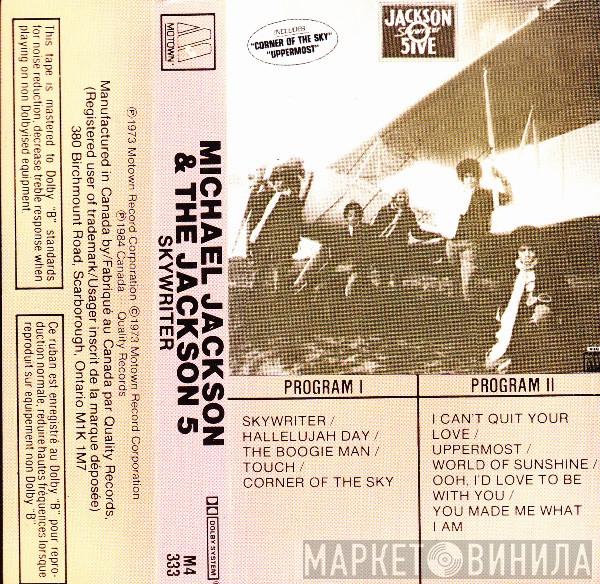 This tape is mastered to Dolby "B" standards
for noise reduction, decrease treble response when
playing on non Dolbyised equipment.
Ce ruban est enregistré au Dolby "B" pour repro-
duction normale, reduire hautes fréquences lorsque
reproduit sur equipement non Dolby "B"
MOTOWN
℗1973 Motown Record Corporation ©1973 Motown Record Corporation
℗1984 Canada - Quality Records
Manufactured in Canada by/Fabriqué au Canada par Quality Records,
(Registered user of trademark/Usager inscrit de la marque déposée)
380 Birchmount Road, Scarborough, Ontario M1K 1M7
MICHAEL JACKSON
& THE JACKSON 5
SKYWRITER
DOLBY SYSTEM
M4
333
INCLUDES
"CORNER OF THE SKY"
"UPPERMOST"
JACKSON
Skywriter
5IVE
PROGRAM I
SKYWRITER /
HALLELUJAH DAY /
THE BOOGIE MAN /
TOUCH /
CORNER OF THE SKY
PROGRAM II
I CAN'T QUIT YOUR
LOVE /
UPPERMOST /
WORLD OF SUNSHINE /
OOH, I'D LOVE TO BE
WITH YOU /
YOU MADE ME WHAT
I AM
МАРКЕТ ВИНИЛА